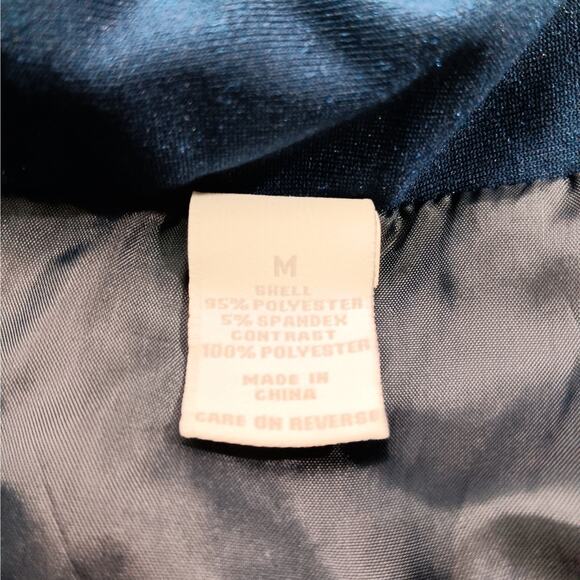 M
SHELL
95% POLYESTER
5% SPANDEX
CONTRAST
100% POLYESTER
MADE IN
CHINA
CARE ON REVERSE